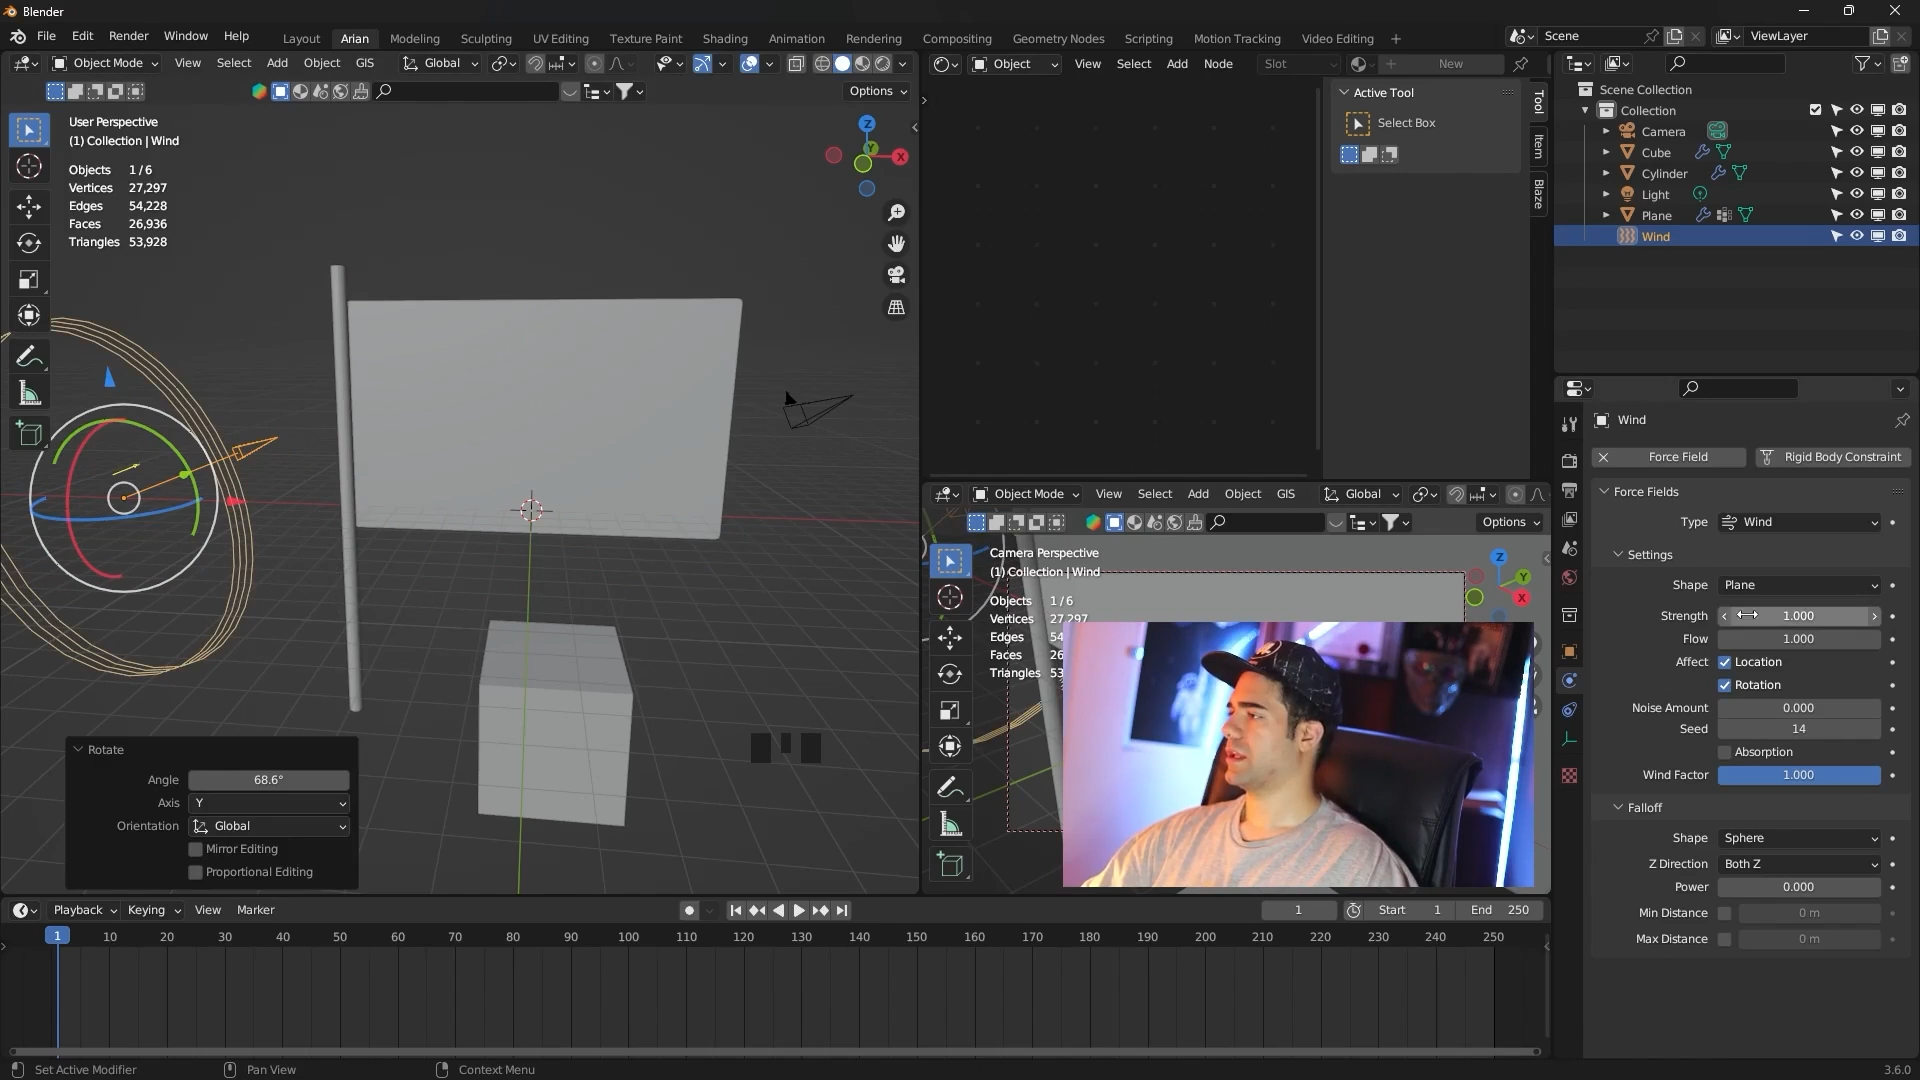 Blender
File Edit Render Window Help Layout Arian Modeling Sculpting UV Editing Texture Paint Shading Animation Rendering Compositing Geometry Nodes Scripting Motion Tracking Video Editing + Scene ViewLayer
Object Mode View Select Add Object GIS Global
Options
User Perspective
(1) Collection | Wind
Objects 1/6
Vertices 27,297
Edges 54,228
Faces 26,936
Triangles 53,928
Z
Y
X
Rotate
Angle 68.6°
Axis Y
Orientation Global
Mirror Editing
Proportional Editing
Object View Select Add Node Slot New
Active Tool
Select Box
Tool
Item
Blaze
Object Mode View Select Add Object GIS Global
Options
Camera Perspective
(1) Collection | Wind
Objects 1/6
Vertices 27,297
Edges 54
Faces 26
Triangles 53
Z
Y
X
Scene Collection
Collection
Camera
Cube
Cylinder
Light
Plane
Wind
Wind
Force Field Rigid Body Constraint
Force Fields
Type Wind
Settings
Shape Plane
Strength 1.000
Flow 1.000
Affect Location
Rotation
Noise Amount 0.000
Seed 14
Absorption
Wind Factor 1.000
Falloff
Shape Sphere
Z Direction Both Z
Power 0.000
Min Distance 0 m
Max Distance 0 m
Playback Keying View Marker 1 Start 1 End 250
1 10 20 30 40 50 60 70 80 90 100 110 120 130 140 150 160 170 180 190 200 210 220 230 240 250
Set Active Modifier Pan View Context Menu 3.6.0